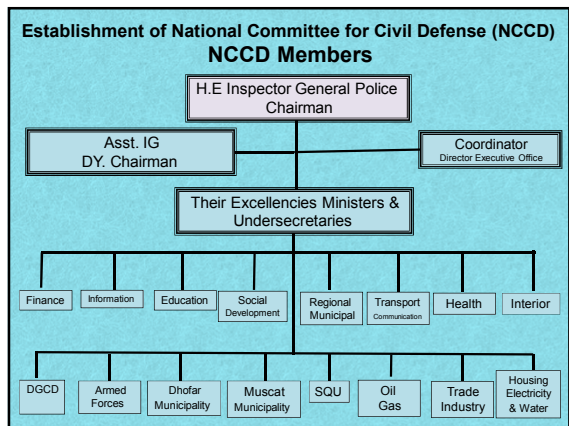 Establishment of National Committee for Civil Defense (NCCD)
NCCD Members
H.E Inspector General Police
Chairman
Asst. IG
DY. Chairman
Coordinator
Director Executive Office
Their Excellencies Ministers &
Undersecretaries
Finance
Information
Education
Social
Development
Regional
Municipal
Transport
Communication
Health
Interior
DGCD
Armed
Forces
Dhofar
Municipality
Muscat
Municipality
SQU
Oil
Gas
Trade
Industry
Housing
Electricity
& Water